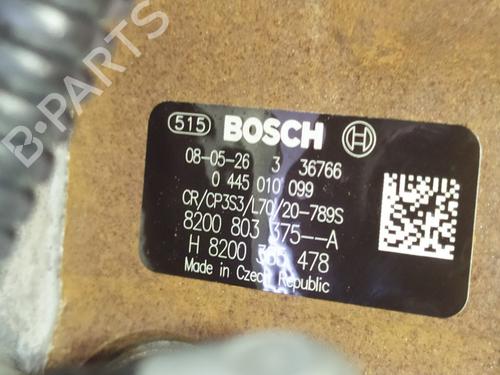 515 BOSCH
08-05-26 3 36766
0 445 010 099
CR/CP3S3/L70/20-789S
8200 803 375--A
H 8200 385 478
Made in Czech Republic
B-PARTS